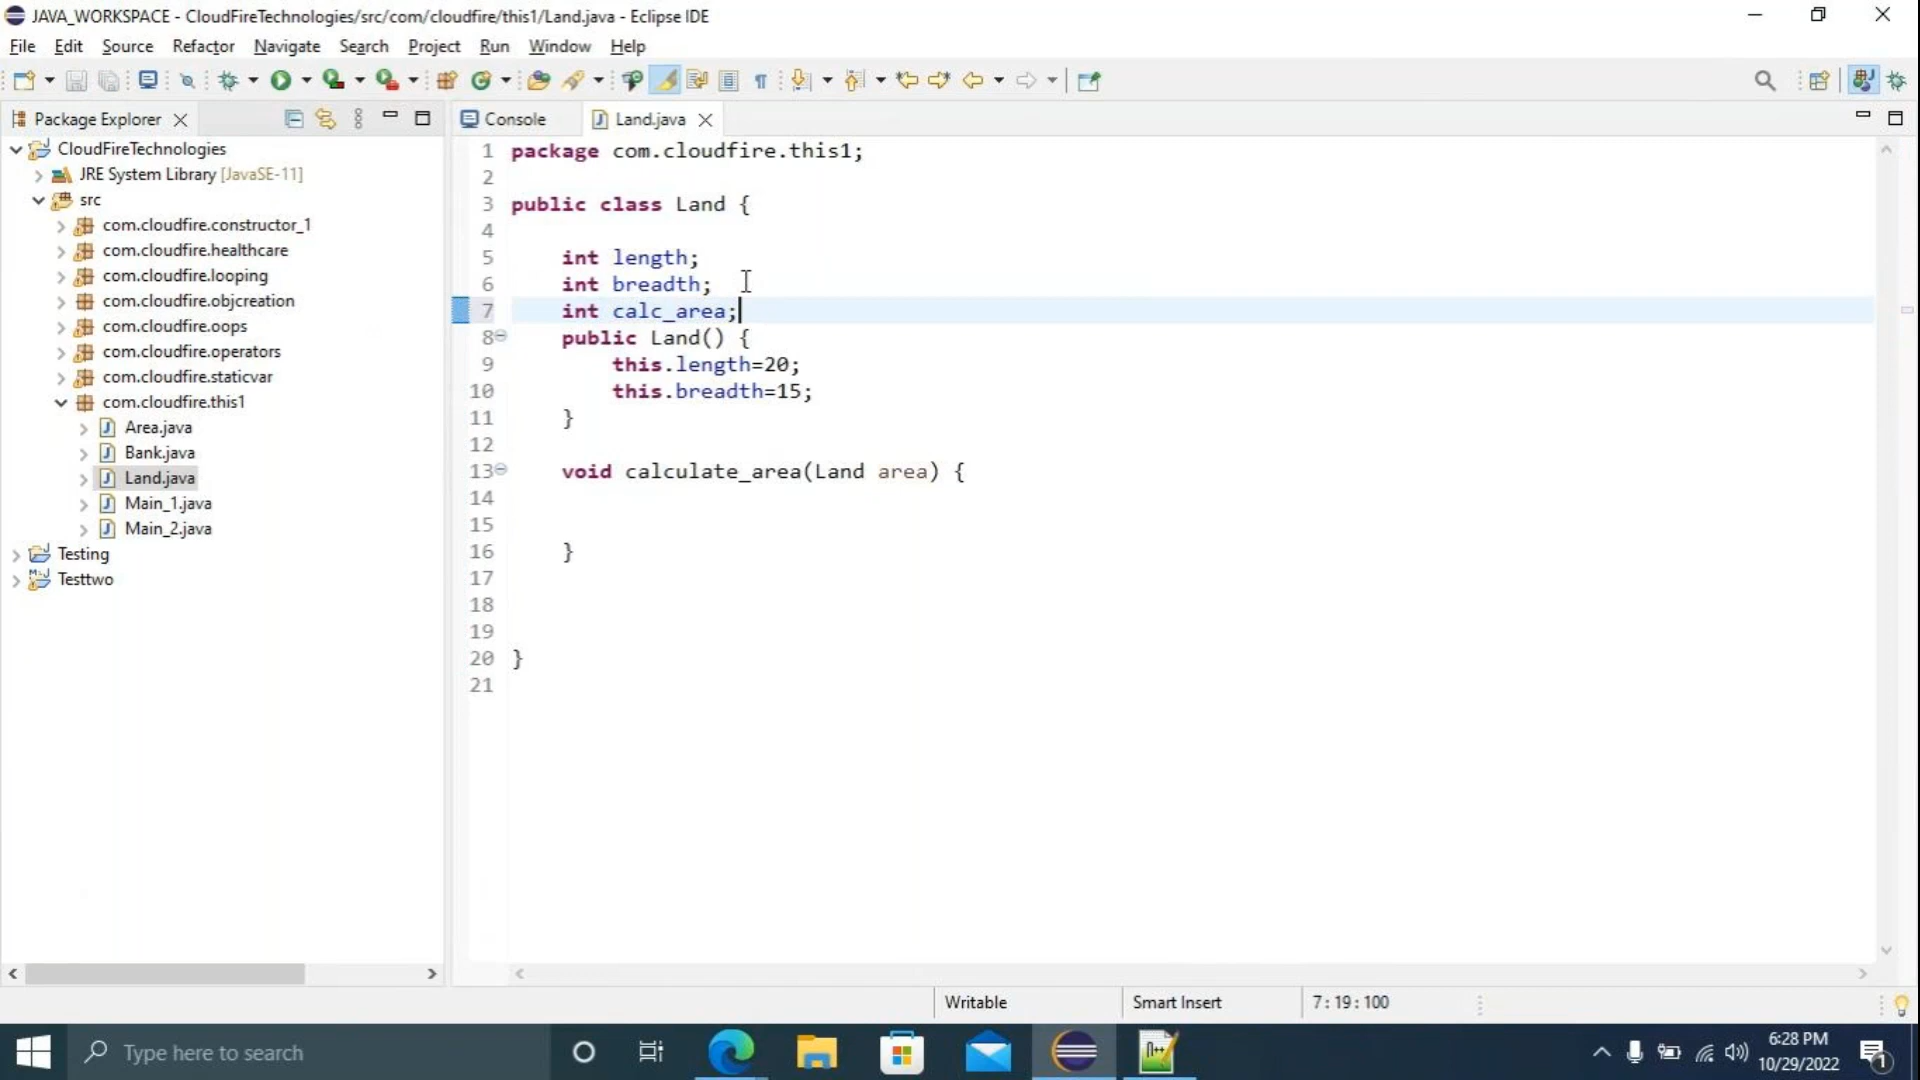 JAVA_WORKSPACE - CloudFireTechnologies/src/com/cloudfire/this1/Land.java - Eclipse IDE
File Edit Source Refactor Navigate Search Project Run Window Help
Package Explorer
Console
Land.java
CloudFireTechnologies
JRE System Library [JavaSE-11]
src
com.cloudfire.constructor_1
com.cloudfire.healthcare
com.cloudfire.looping
com.cloudfire.objcreation
com.cloudfire.oops
com.cloudfire.operators
com.cloudfire.staticvar
com.cloudfire.this1
Area.java
Bank.java
Land.java
Main_1.java
Main_2.java
Testing
Testtwo
1 package com.cloudfire.this1;
2
3 public class Land {
4
5 int length;
6 int breadth;
7 int calc_area;
8 public Land() {
9 this.length=20;
10 this.breadth=15;
11 }
12
13 void calculate_area(Land area) {
14
15
16 }
17
18
19
20 }
21
Writable
Smart Insert
7 : 19 : 100
Type here to search
N++
6:28 PM
10/29/2022
1